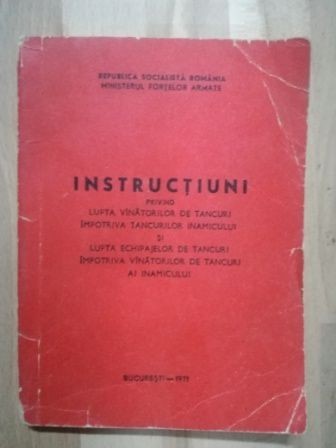 REPUBLICA SOCIALISTĂ ROMÂNIA
MINISTERUL FORȚELOR ARMATE
INSTRUCȚIUNI
PRIVIND
LUPTA VÎNĂTORILOR DE TANCURI
ÎMPOTRIVA TANCURILOR INAMICULUI
ȘI
LUPTA ECHIPAJELOR DE TANCURI
ÎMPOTRIVA VÎNĂTORILOR DE TANCURI
AI INAMICULUI
BUCUREȘTI —